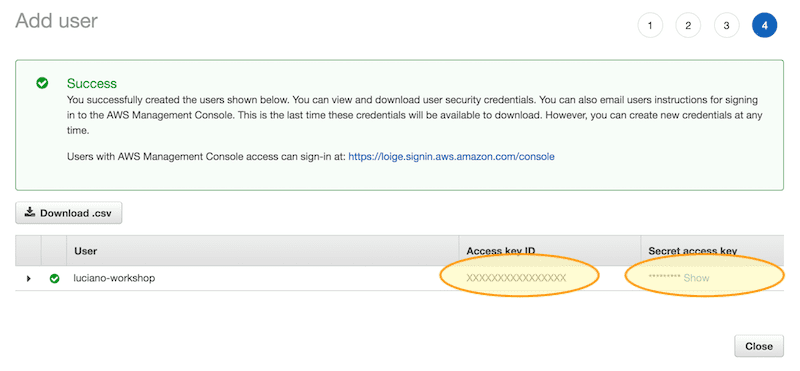 Add user
1 2 3 4
Success
You successfully created the users shown below. You can view and download user security credentials. You can also email users instructions for signing
in to the AWS Management Console. This is the last time these credentials will be available to download. However, you can create new credentials at any
time.
Users with AWS Management Console access can sign-in at: https://loige.signin.aws.amazon.com/console
Download .csv
User Access key ID Secret access key
luciano-workshop XXXXXXXXXXXXXXXX ********* Show
Close